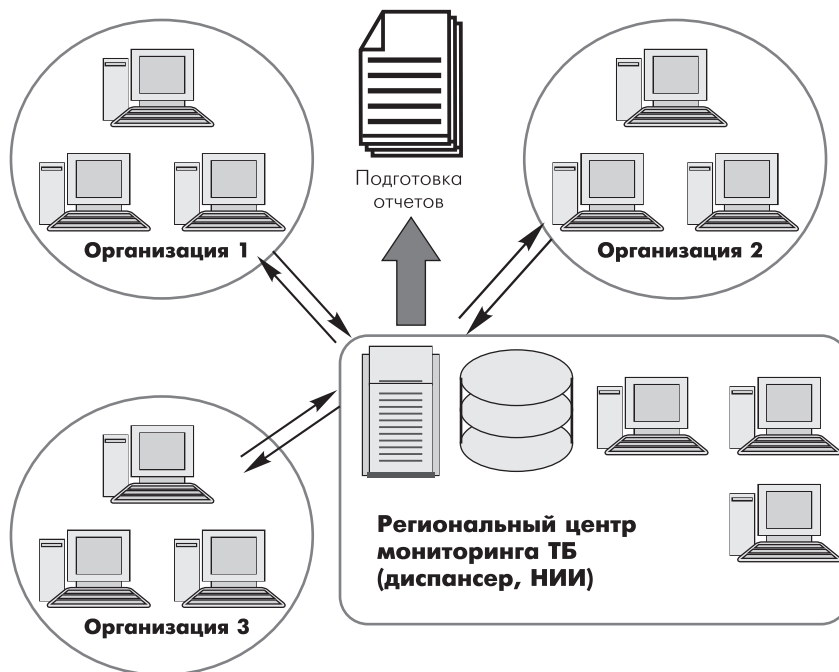 Подготовка
отчетов
Организация 1
Организация 2
Региональный центр
мониторинга ТБ
(диспансер, НИИ)
Организация 3